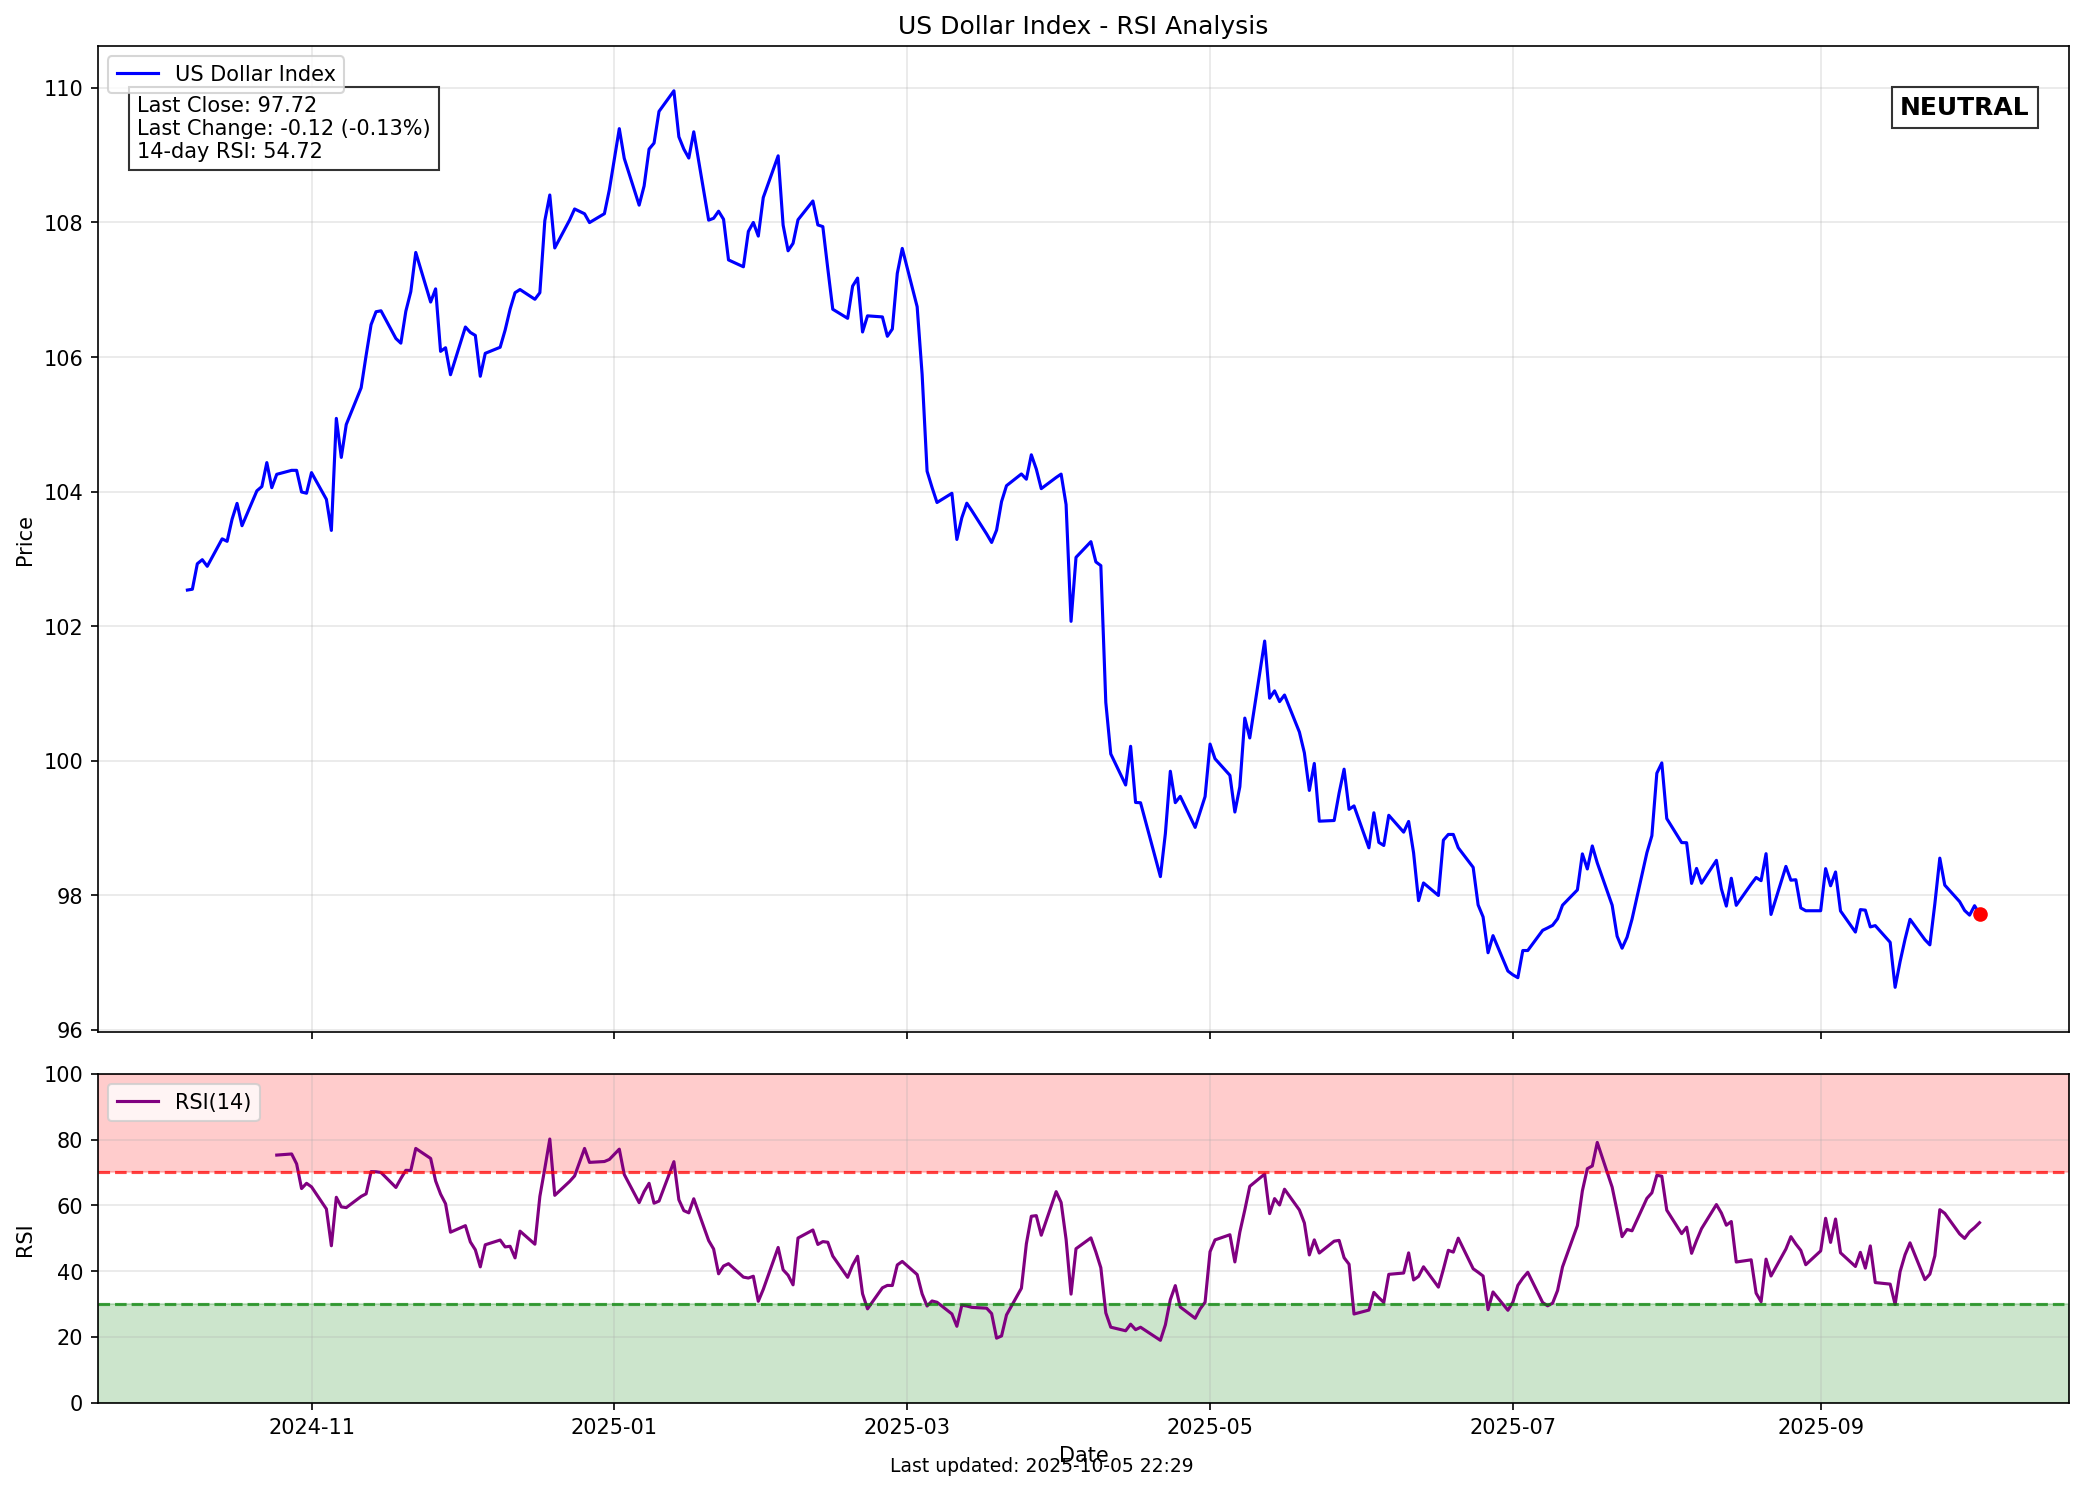 US Dollar Index - RSI Analysis
US Dollar Index
Last Close: 97.72
Last Change: -0.12 (-0.13%)
14-day RSI: 54.72
NEUTRAL
110
108
106
104
102
100
98
96
Price
100
80
60
40
20
0
RSI
RSI(14)
2024-11
2025-01
2025-03
2025-05
2025-07
2025-09
Date
Last updated: 2025-10-05 22:29